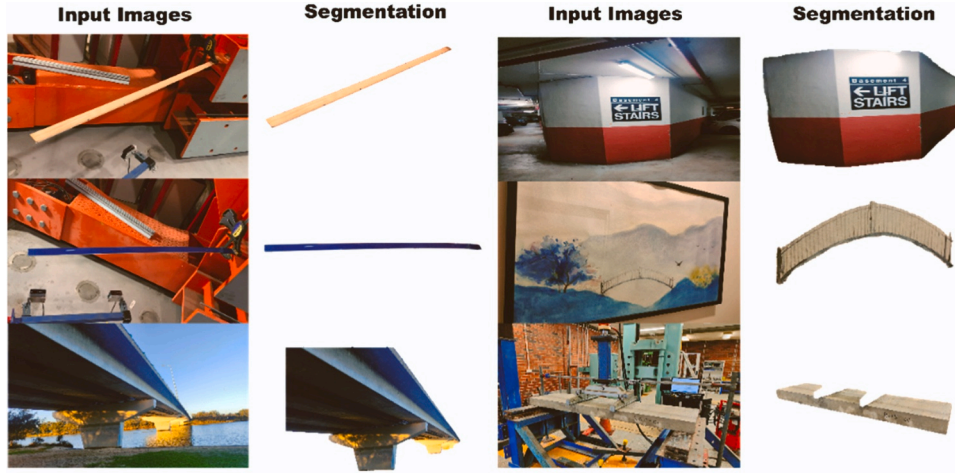 Input Images
Segmentation
Input Images
Segmentation
Basement 4
← LIFT
STAIRS
Basement 4
← LIFT
STAIRS